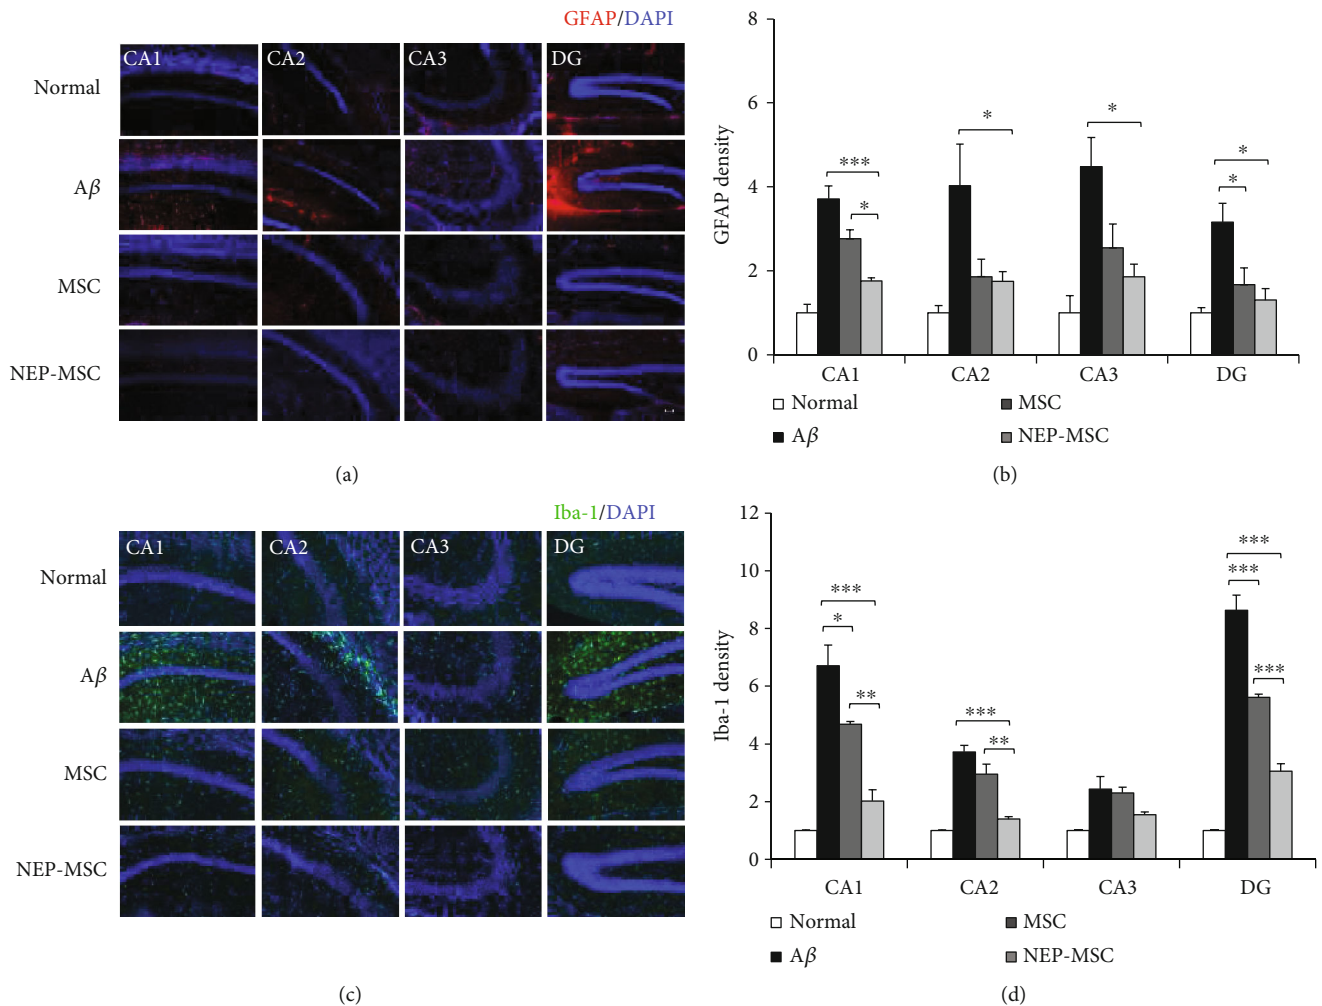 GFAP/DAPI
CA1 CA2 CA3 DG
Normal
Aβ
MSC
NEP-MSC
(a)
8
6
4
2
0
GFAP density
***
*
*
*
*
*
CA1 CA2 CA3 DG
Normal MSC
Aβ NEP-MSC
(b)
Iba-1/DAPI
CA1 CA2 CA3 DG
Normal
Aβ
MSC
NEP-MSC
(c)
12
10
8
6
4
2
0
Iba-1 density
***
*
**
***
**
***
***
***
CA1 CA2 CA3 DG
Normal MSC
Aβ NEP-MSC
(d)